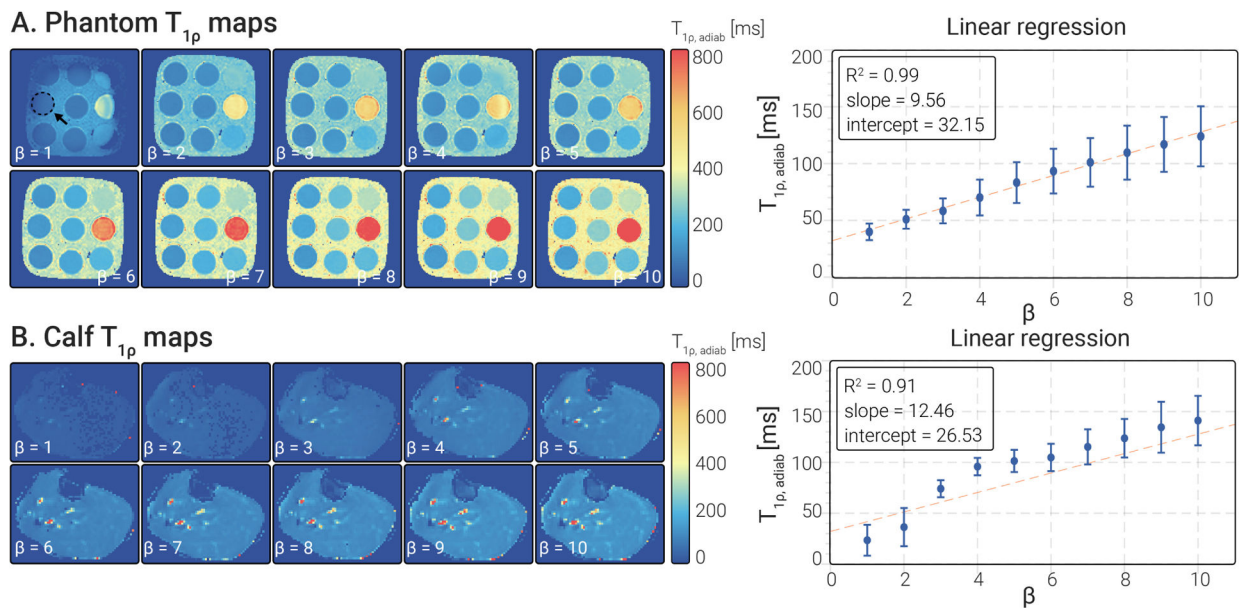 A. Phantom T1ρ maps
β = 1
β = 2
β = 3
β = 4
β = 5
β = 6
β = 7
β = 8
β = 9
β = 10
T1ρ, adiab [ms]
800
600
400
200
0
Linear regression
R² = 0.99
slope = 9.56
intercept = 32.15
T1ρ, adiab [ms]
200
150
100
50
0
0 2 4 6 8 10
β
B. Calf T1ρ maps
β = 1
β = 2
β = 3
β = 4
β = 5
β = 6
β = 7
β = 8
β = 9
β = 10
T1ρ, adiab [ms]
800
600
400
200
0
Linear regression
R² = 0.91
slope = 12.46
intercept = 26.53
T1ρ, adiab [ms]
200
150
100
50
0
0 2 4 6 8 10
β